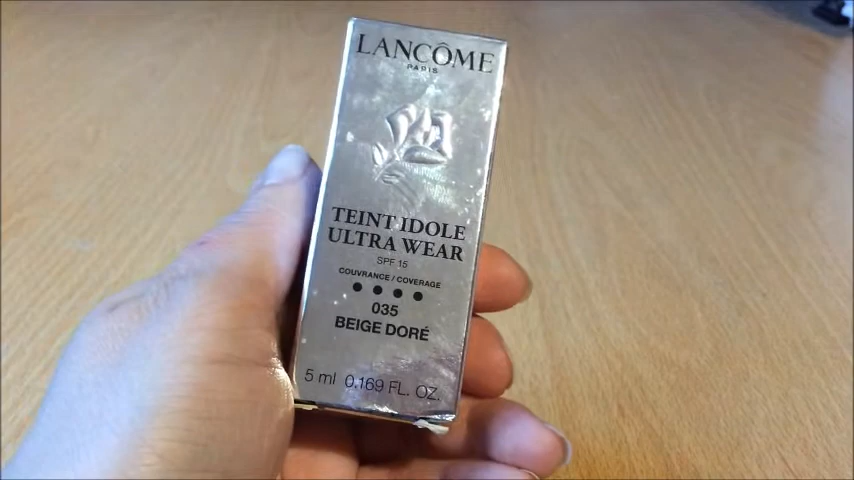 LANCÔME
PARIS
TEINT IDOLE
ULTRA WEAR
SPF 15
COUVRANCE / COVERAGE
035
BEIGE DORÉ
5 ml 0.169 FL. OZ.